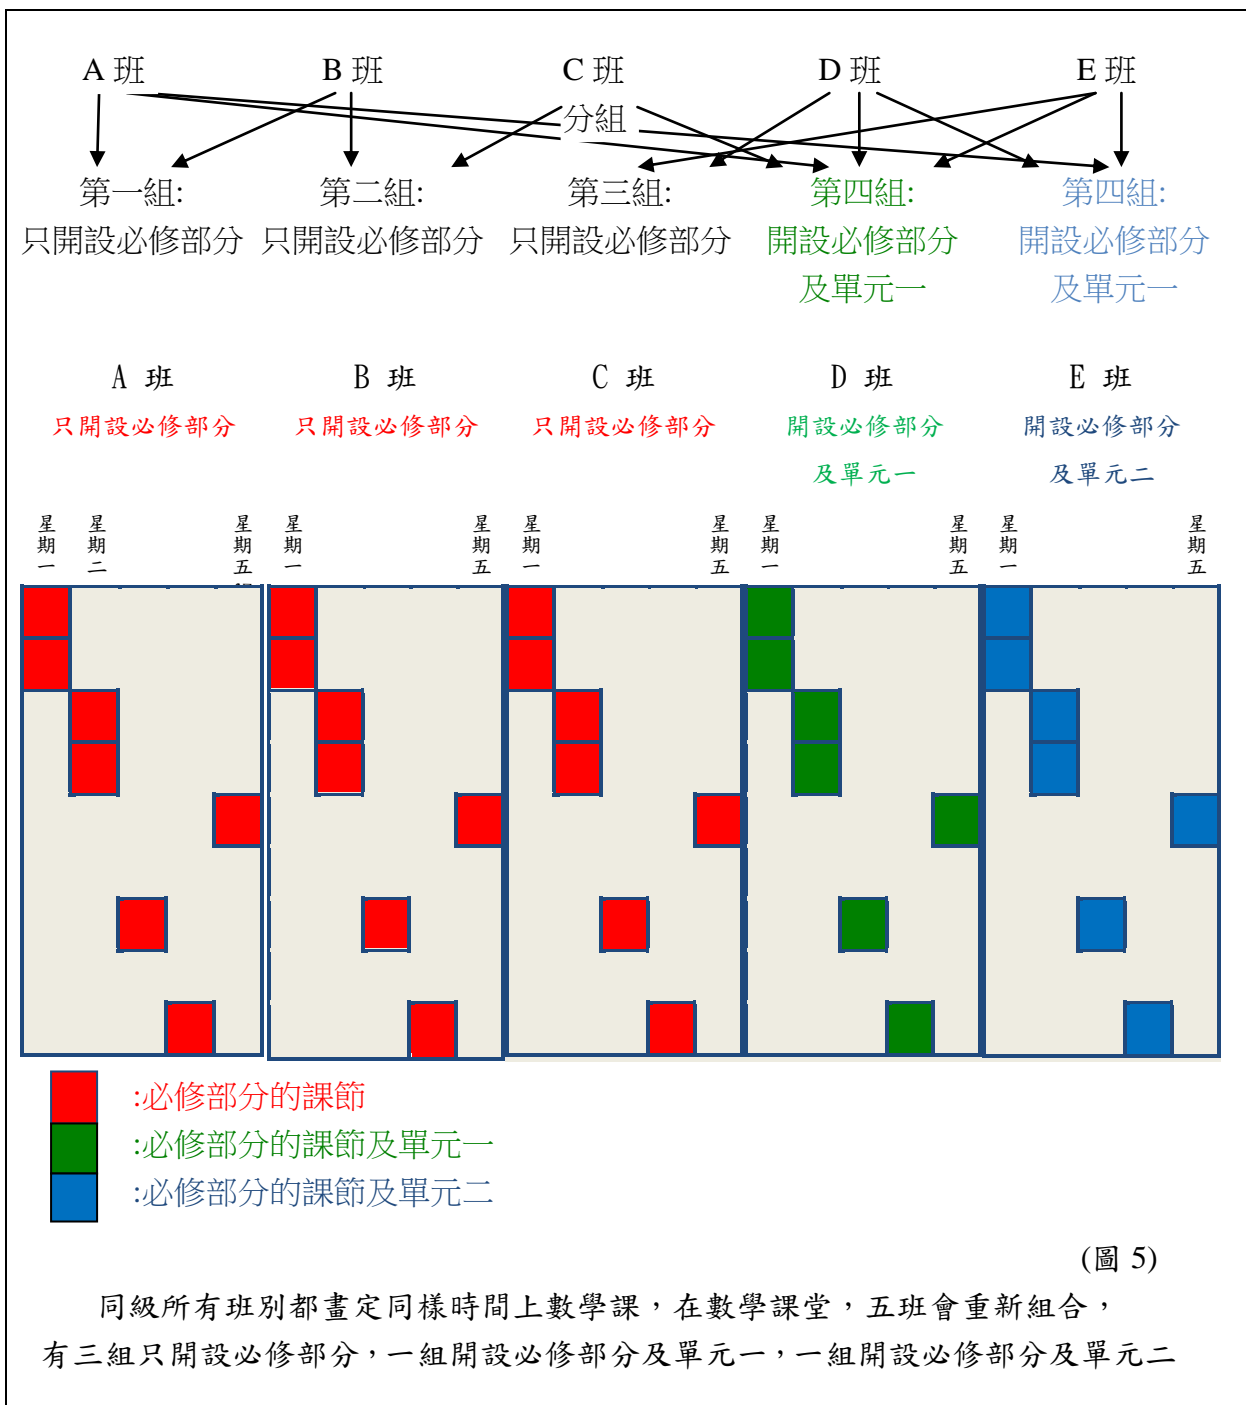 A 班 B 班 C 班 D 班 E 班
分組
第一組: 第二組: 第三組: 第四組: 第四組:
只開設必修部分 只開設必修部分 只開設必修部分 開設必修部分 開設必修部分
及單元一 及單元一
A 班 B 班 C 班 D 班 E 班
只開設必修部分 只開設必修部分 只開設必修部分 開設必修部分 開設必修部分
及單元一 及單元二
星期一 星期二 星期五 星期一 星期五 星期一 星期五 星期一 星期五 星期一 星期五
:必修部分的課節
:必修部分的課節及單元一
:必修部分的課節及單元二
(圖 5)
同級所有班別都畫定同樣時間上數學課，在數學課堂，五班會重新組合，
有三組只開設必修部分，一組開設必修部分及單元一，一組開設必修部分及單元二